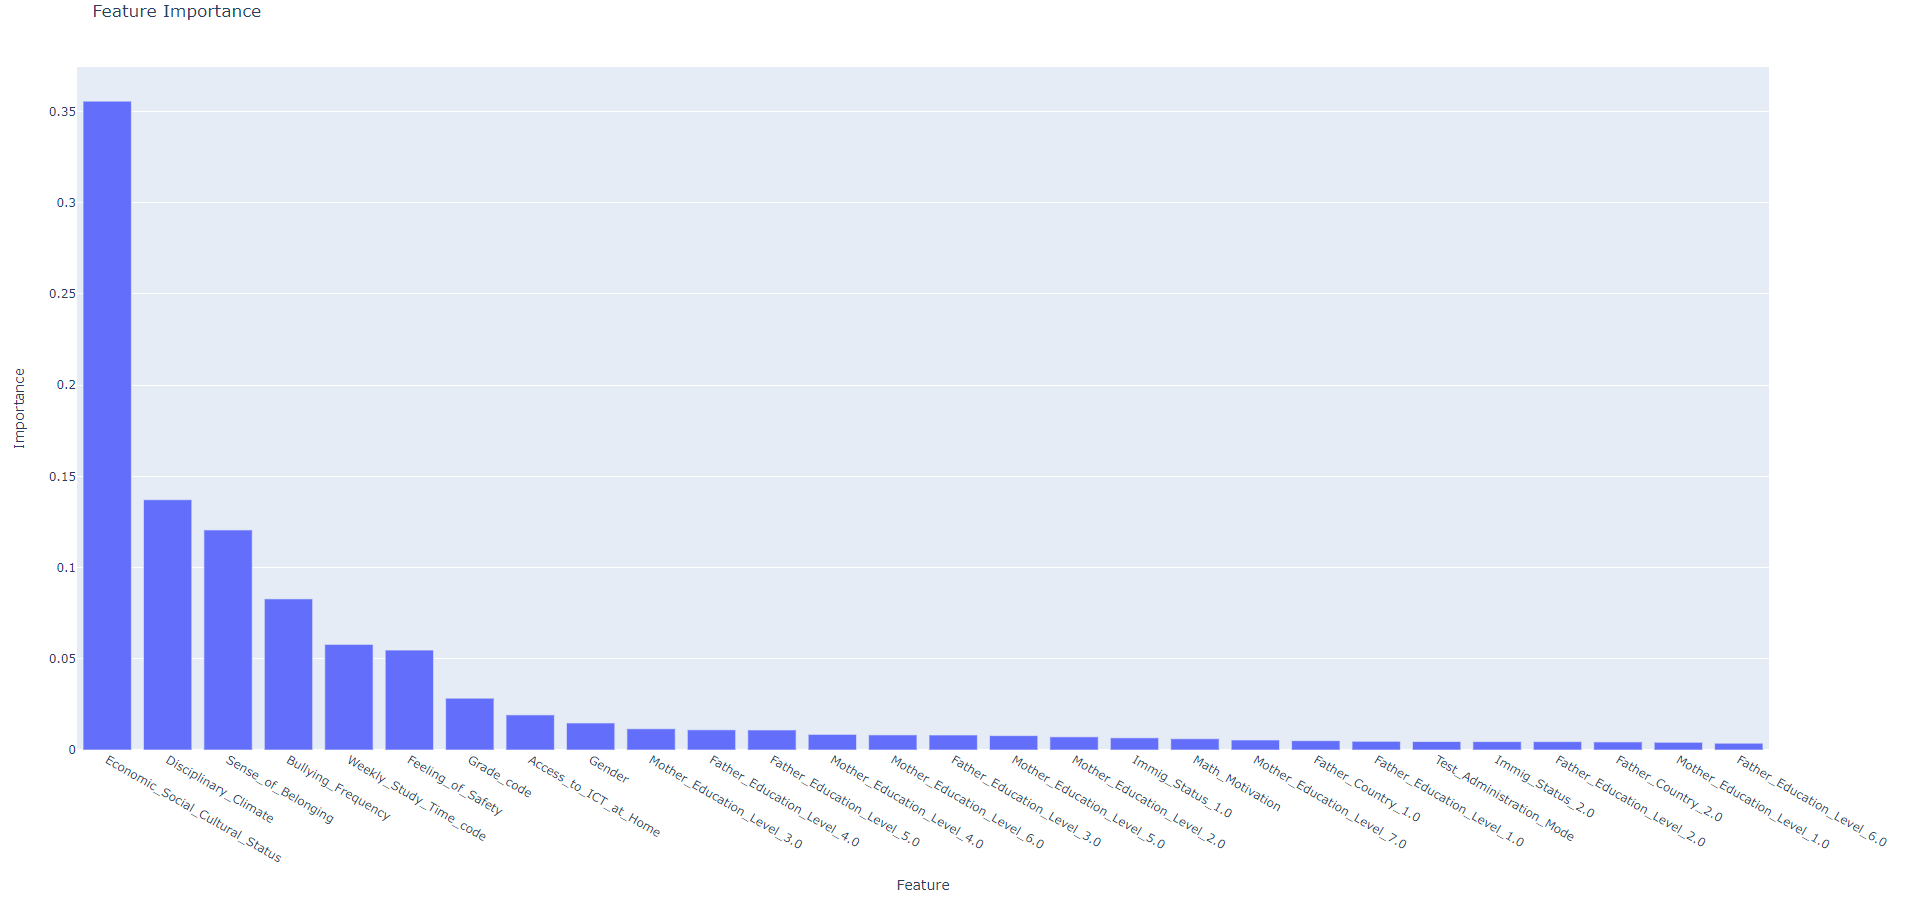 Feature Importance
0.35
0.3
0.25
0.2
0.15
0.1
0.05
0
Importance
Economic_Social_Cultural_Status
Disciplinary_Climate
Sense_of_Belonging
Bullying_Frequency
Weekly_Study_Time_code
Feeling_of_Safety
Grade_code
Access_to_ICT_at_Home
Gender
Mother_Education_Level_3.0
Father_Education_Level_4.0
Father_Education_Level_5.0
Mother_Education_Level_4.0
Mother_Education_Level_6.0
Father_Education_Level_3.0
Mother_Education_Level_5.0
Mother_Education_Level_2.0
Immig_Status_1.0
Math_Motivation
Mother_Education_Level_7.0
Father_Country_1.0
Father_Education_Level_1.0
Test_Administration_Mode
Immig_Status_2.0
Father_Education_Level_2.0
Father_Country_2.0
Mother_Education_Level_1.0
Father_Education_Level_6.0
Feature